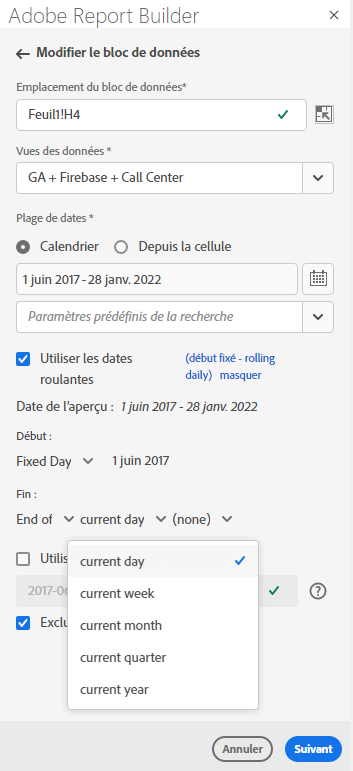 Adobe Report Builder
Modifier le bloc de données
Emplacement du bloc de données*
Feuil1!H4
Vues des données *
GA + Firebase + Call Center
Plage de dates *
Calendrier Depuis la cellule
1 juin 2017 - 28 janv. 2022
Paramètres prédéfinis de la recherche
Utiliser les dates roulantes
(début fixé - rolling daily) masquer
Date de l’aperçu : 1 juin 2017 - 28 janv. 2022
Début :
Fixed Day 1 juin 2017
Fin :
End of current day (none)
Utilis
current day
2017-06
current week
Exclu
current month
current quarter
current year
Annuler Suivant